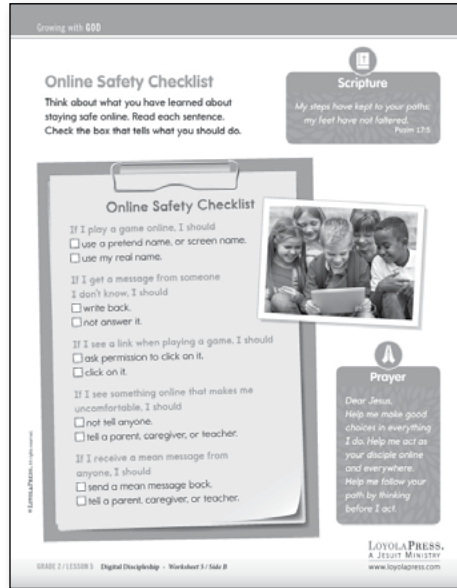 Growing with GOD
Online Safety Checklist
Think about what you have learned about
staying safe online. Read each sentence.
Check the box that tells what you should do.
Scripture
My steps have kept to your paths;
my feet have not faltered.
Psalm 17:5
Online Safety Checklist
If I play a game online, I should
use a pretend name, or screen name.
use my real name.
If I get a message from someone
I don't know, I should
write back.
not answer it.
If I see a link when playing a game, I should
ask permission to click on it.
click on it.
If I see something online that makes me
uncomfortable, I should
not tell anyone.
tell a parent, caregiver, or teacher.
If I receive a mean message from
anyone, I should
send a mean message back.
tell a parent, caregiver, or teacher.
Prayer
Dear Jesus,
Help me make good
choices in everything
I do. Help me act as
your disciple online
and everywhere.
Help me follow your
path by thinking
before I act.
© LOYOLAPRESS. All rights reserved.
GRADE 2 / LESSON 5 Digital Discipleship • Worksheet 5 / Side B
LOYOLAPRESS.
A JESUIT MINISTRY
www.loyolapress.com